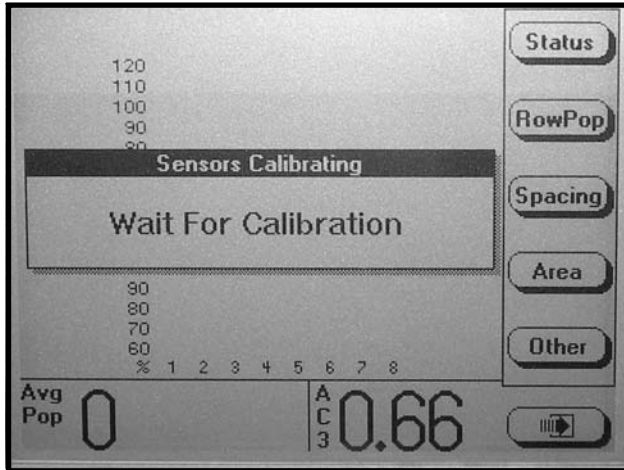 Status
120
110
100
90
80
RowPop
Sensors Calibrating
Wait For Calibration
Spacing
Area
90
80
70
60
% 1 2 3 4 5 6 7 8
Other
Avg
Pop
0
A
C
3
0.66